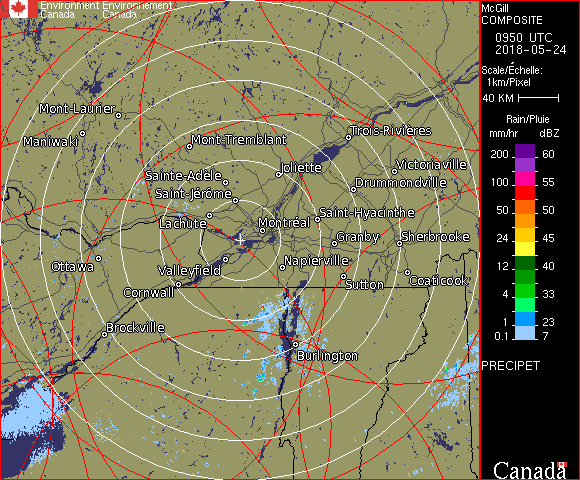 Environment Environnement
Canada Canada
McGill
COMPOSITE
0950 UTC
2018-05-24
Scale/Échelle:
1km/Pixel
40 KM
Rain/Pluie
mm/hr dBZ
200 60
100 55
50 50
24 45
12 40
4 33
1 23
0.1 7
PRECIPET
Canada
Mont-Laurier
Maniwaki
Mont-Tremblant
Trois-Rivières
Joliette
Victoriaville
Sainte-Adèle
Drummondville
Saint-Jérôme
Saint-Hyacinthe
Lachute
Montréal
Granby
Sherbrooke
Ottawa
Valleyfield
Napierville
Cornwall
Sutton
Coaticook
Brockville
Burlington